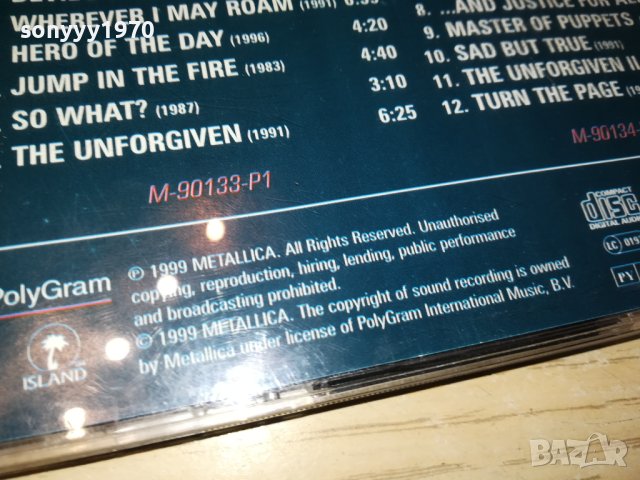 sonyyy1970
WHEREVER I MAY ROAM (1991)
HERO OF THE DAY (1996) 4:20
JUMP IN THE FIRE (1983) 4:40
SO WHAT? (1987) 3:10
THE UNFORGIVEN (1991) 6:25
M-90133-P1
8. ...AND JUSTICE FOR
9. MASTER OF PUPPETS
10. SAD BUT TRUE (1991)
11. THE UNFORGIVEN II
12. TURN THE PAGE
M-90134-
PolyGram
ISLAND
℗ 1999 METALLICA. All Rights Reserved. Unauthorised
copying, reproduction, hiring, lending, public performance
and broadcasting prohibited.
© 1999 METALLICA. The copyright of sound recording is owned
by Metallica under license of PolyGram International Music, B.V.
COMPACT
disc
DIGITAL AUDIO
LC
PY
BAZAR